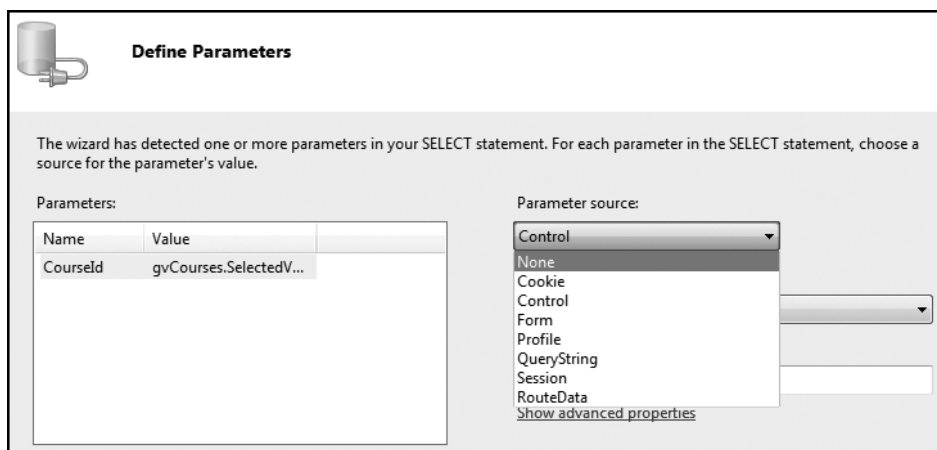 Define Parameters
The wizard has detected one or more parameters in your SELECT statement. For each parameter in the SELECT statement, choose a
source for the parameter's value.
Parameters:
Parameter source:
Name Value
CourseId gvCourses.SelectedV...
Control
None
Cookie
Control
Form
Profile
QueryString
Session
RouteData
Show advanced properties